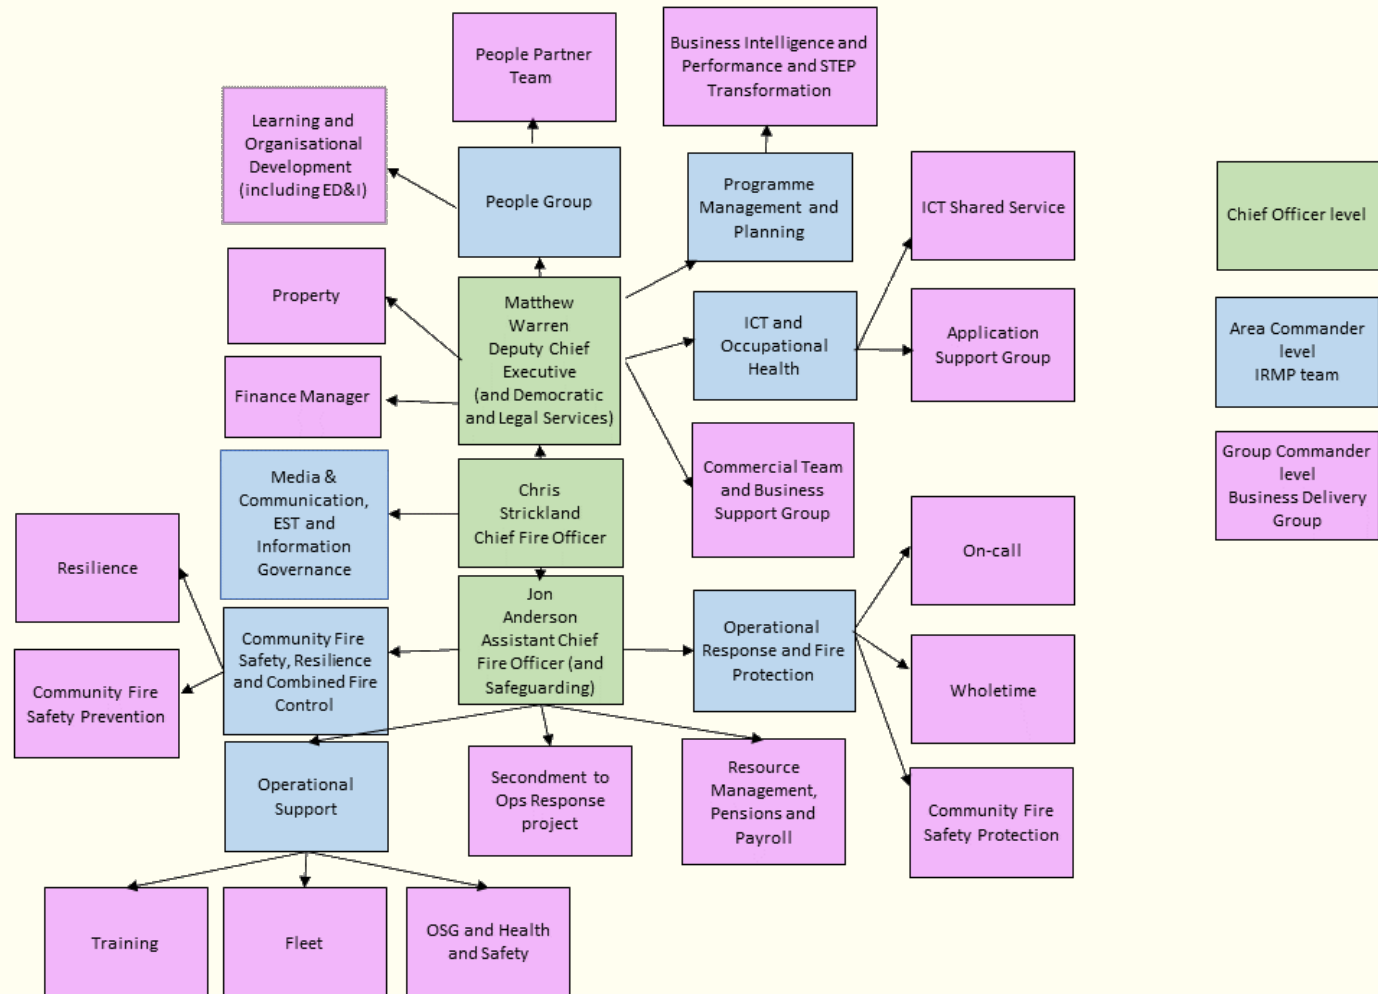 People Partner
Team
Business Intelligence and
Performance and STEP
Transformation
Learning and
Organisational
Development
(including ED&I)
People Group
Programme
Management and
Planning
ICT Shared Service
Chief Officer level
Property
Matthew
Warren
Deputy Chief
Executive
(and Democratic
and Legal Services)
ICT and
Occupational
Health
Application
Support Group
Area Commander
level
IRMP team
Finance Manager
Media &
Communication,
EST and
Information
Governance
Chris
Strickland
Chief Fire Officer
Commercial Team
and Business
Support Group
Group Commander
level
Business Delivery
Group
Resilience
On-call
Community Fire
Safety, Resilience
and Combined Fire
Control
Jon
Anderson
Assistant Chief
Fire Officer (and
Safeguarding)
Operational
Response and Fire
Protection
Community Fire
Safety Prevention
Wholetime
Operational
Support
Secondment to
Ops Response
project
Resource
Management,
Pensions and
Payroll
Community Fire
Safety Protection
Training
Fleet
OSG and Health
and Safety